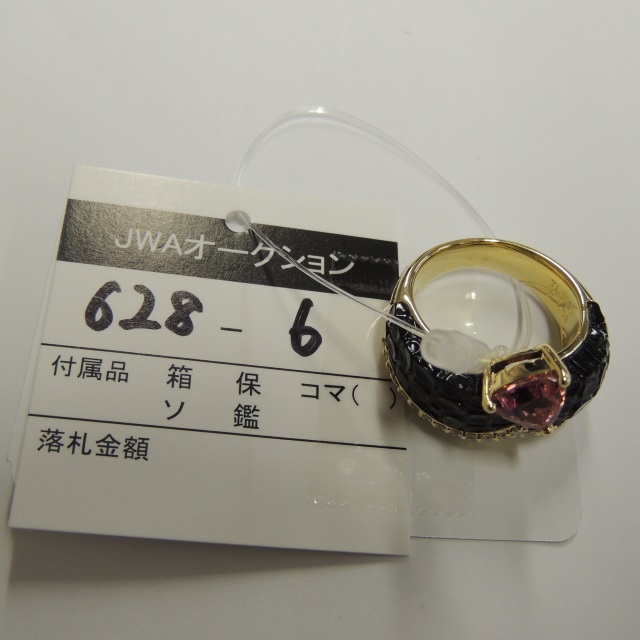 JWAオークション
628 - 6
付属品 箱 保 コマ( )
ソ 鑑
落札金額